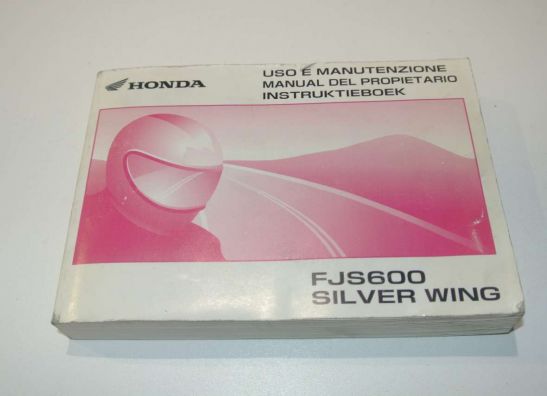 HONDA
USO E MANUTENZIONE
MANUAL DEL PROPIETARIO
INSTRUKTIEBOEK
FJS600
SILVER WING